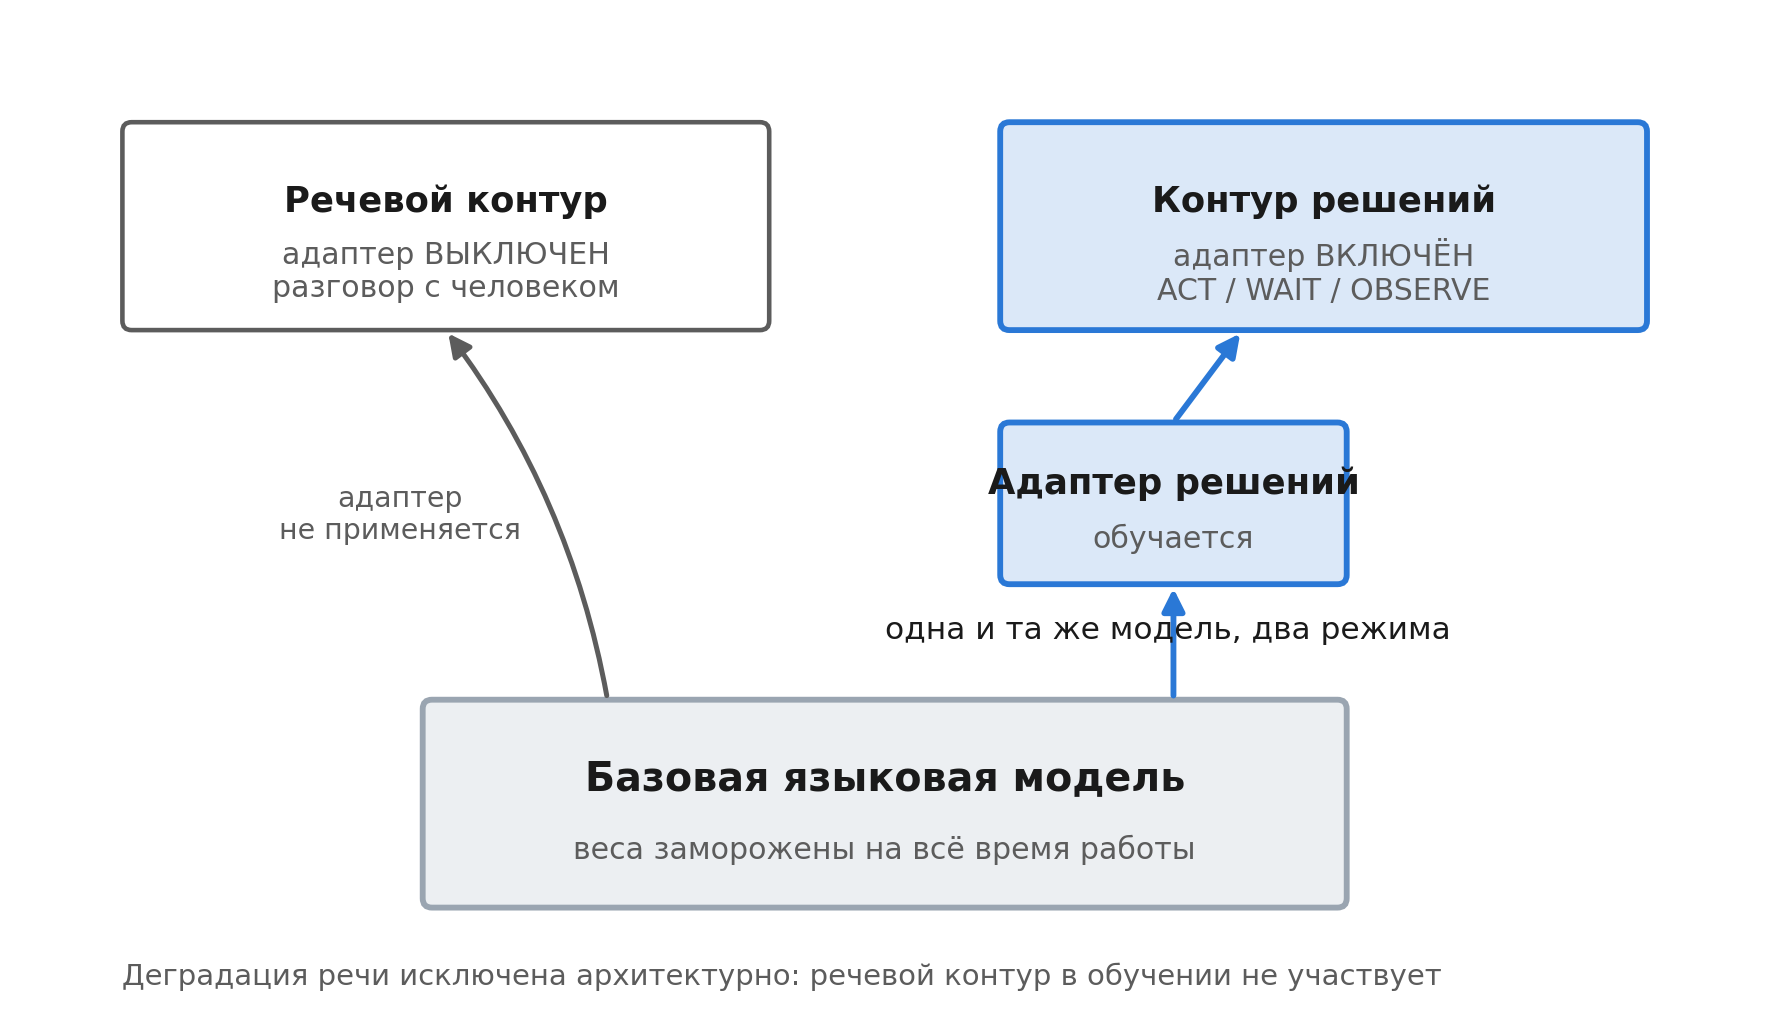 Речевой контур
адаптер ВЫКЛЮЧЕН
разговор с человеком
Контур решений
адаптер ВКЛЮЧЁН
ACT / WAIT / OBSERVE
адаптер
не применяется
Адаптер решений
обучается
одна и та же модель, два режима
Базовая языковая модель
веса заморожены на всё время работы
Деградация речи исключена архитектурно: речевой контур в обучении не участвует